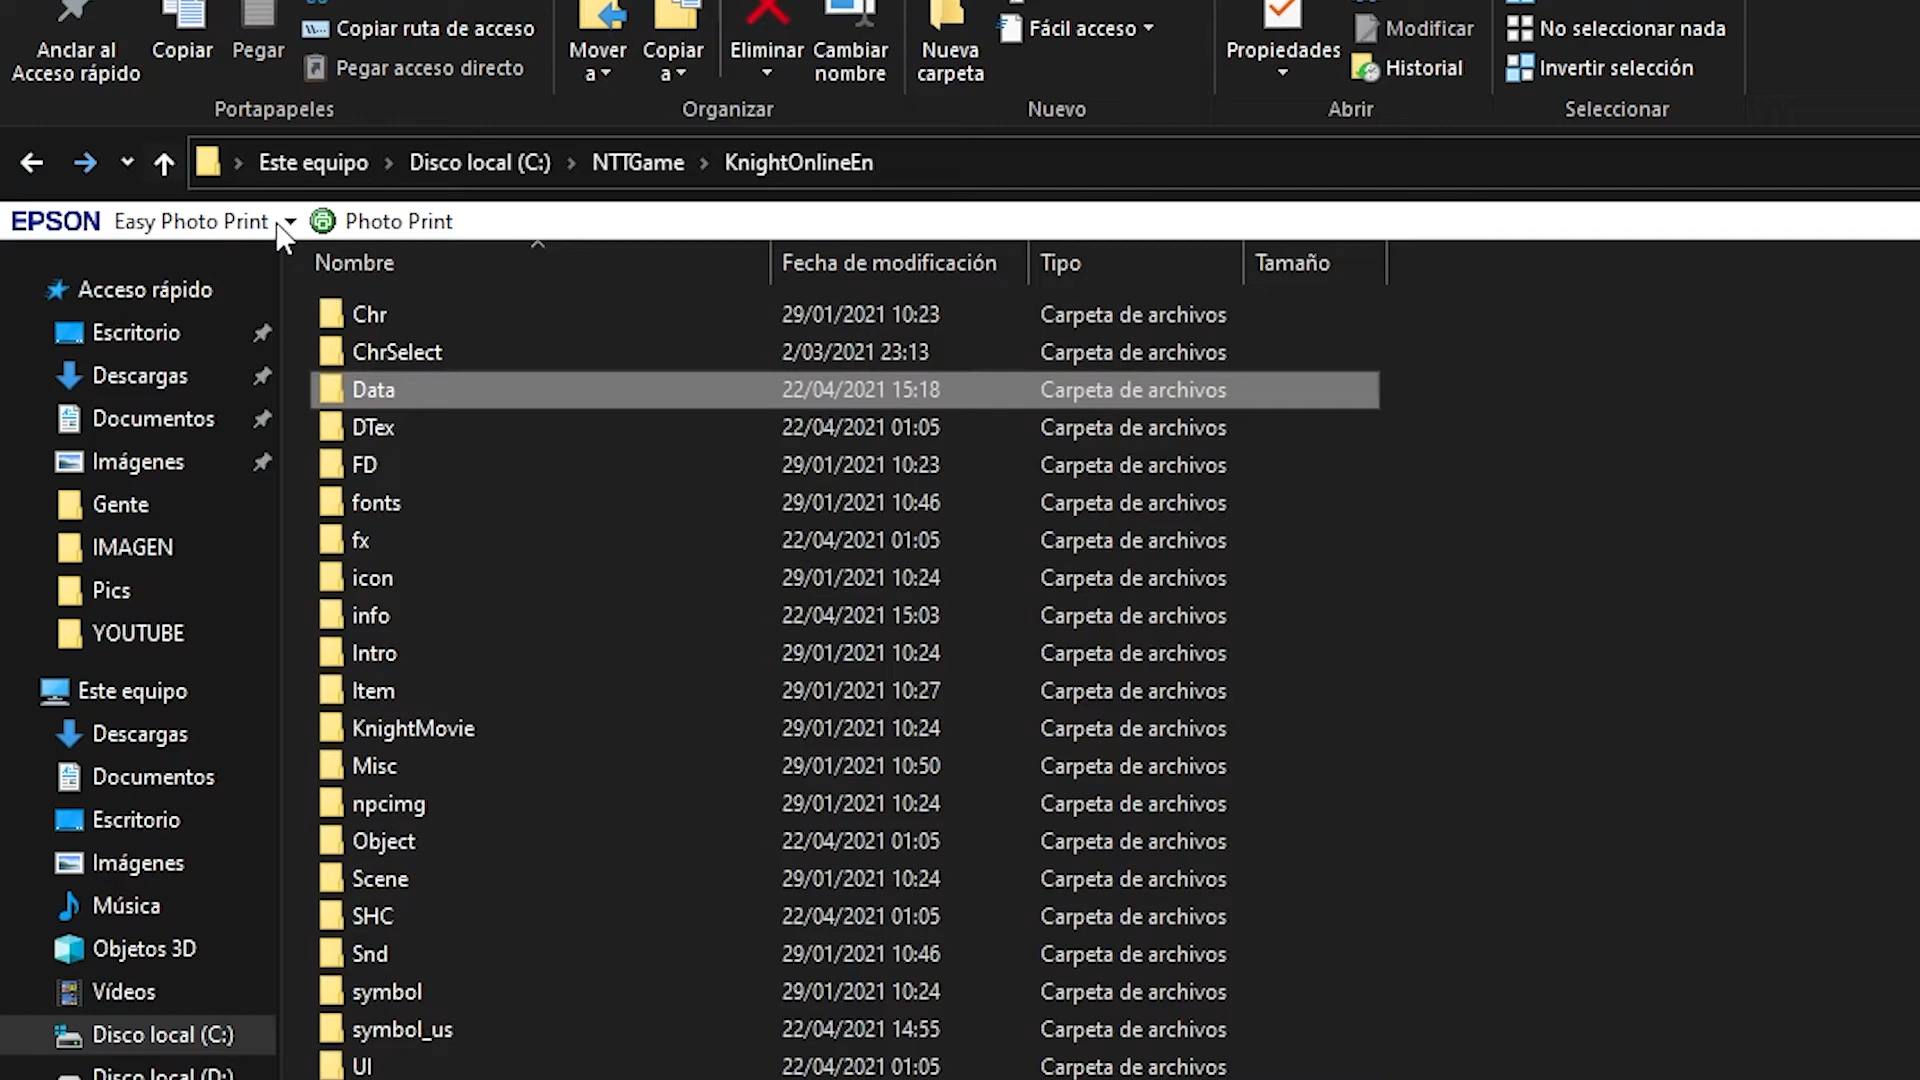 Anclar al
Acceso rápido
Copiar
Pegar
Copiar ruta de acceso
Pegar acceso directo
Portapapeles
Mover
a
Copiar
a
Eliminar
Cambiar
nombre
Organizar
Nueva
carpeta
Fácil acceso
Nuevo
Propiedades
Modificar
Historial
Abrir
No seleccionar nada
Invertir selección
Seleccionar
Este equipo > Disco local (C:) > NTTGame > KnightOnlineEn
EPSON Easy Photo Print Photo Print
Nombre Fecha de modificación Tipo Tamaño
Acceso rápido
Escritorio
Descargas
Documentos
Imágenes
Gente
IMAGEN
Pics
YOUTUBE
Este equipo
Descargas
Documentos
Escritorio
Imágenes
Música
Objetos 3D
Vídeos
Disco local (C:)
Disco local (D:)
Chr 29/01/2021 10:23 Carpeta de archivos
ChrSelect 2/03/2021 23:13 Carpeta de archivos
Data 22/04/2021 15:18 Carpeta de archivos
DTex 22/04/2021 01:05 Carpeta de archivos
FD 29/01/2021 10:23 Carpeta de archivos
fonts 29/01/2021 10:46 Carpeta de archivos
fx 22/04/2021 01:05 Carpeta de archivos
icon 29/01/2021 10:24 Carpeta de archivos
info 22/04/2021 15:03 Carpeta de archivos
Intro 29/01/2021 10:24 Carpeta de archivos
Item 29/01/2021 10:27 Carpeta de archivos
KnightMovie 29/01/2021 10:24 Carpeta de archivos
Misc 29/01/2021 10:50 Carpeta de archivos
npcimg 29/01/2021 10:24 Carpeta de archivos
Object 22/04/2021 01:05 Carpeta de archivos
Scene 29/01/2021 10:24 Carpeta de archivos
SHC 22/04/2021 01:05 Carpeta de archivos
Snd 29/01/2021 10:46 Carpeta de archivos
symbol 29/01/2021 10:24 Carpeta de archivos
symbol_us 22/04/2021 14:55 Carpeta de archivos
UI 22/04/2021 01:05 Carpeta de archivos